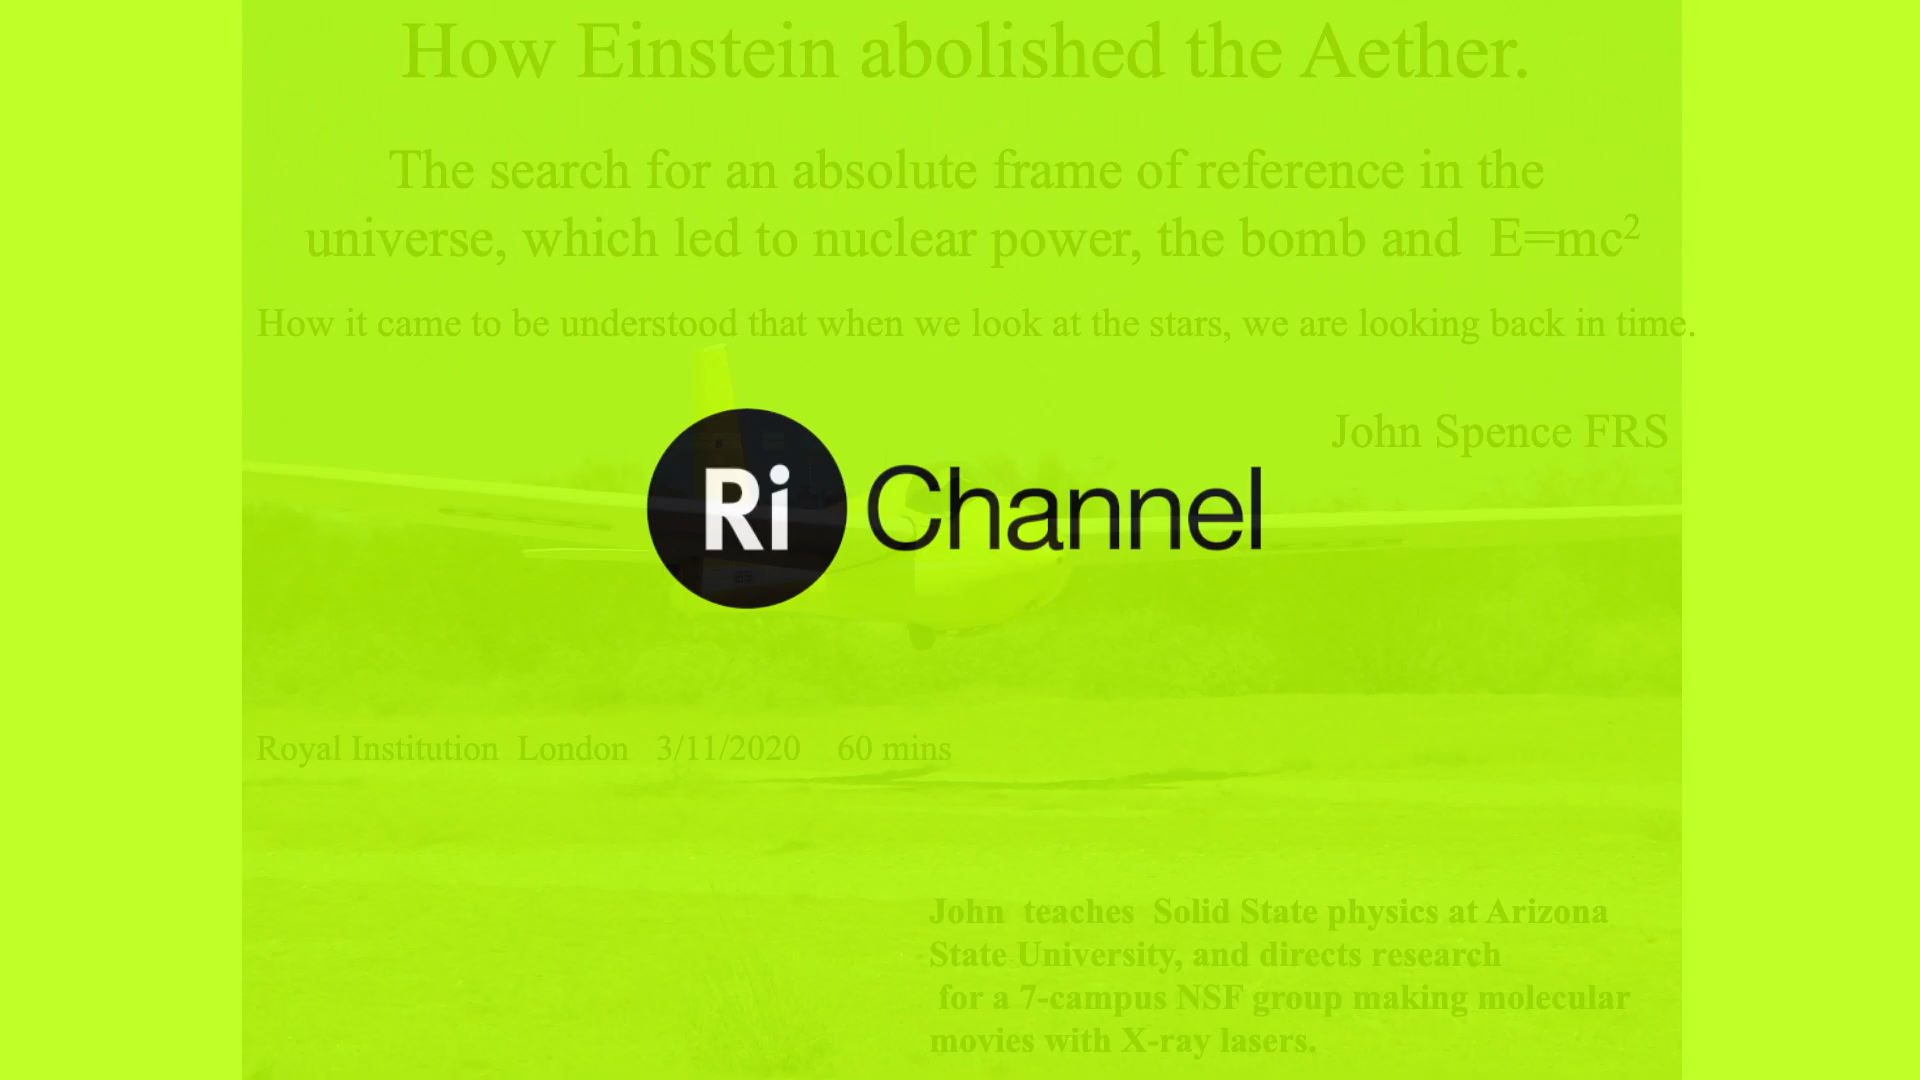 How Einstein abolished the Aether.
The search for an absolute frame of reference in the
universe, which led to nuclear power, the bomb and E=mc²
How it came to be understood that when we look at the stars, we are looking back in time.
John Spence FRS
Ri Channel
Royal Institution London 3/11/2020 60 mins
John teaches Solid State physics at Arizona
State University, and directs research
for a 7-campus NSF group making molecular
movies with X-ray lasers.